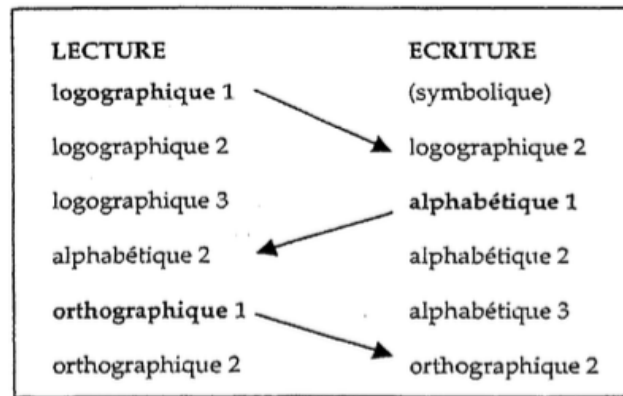 LECTURE ECRITURE
logographique 1 (symbolique)
logographique 2 logographique 2
logographique 3 alphabétique 1
alphabétique 2 alphabétique 2
orthographique 1 alphabétique 3
orthographique 2 orthographique 2